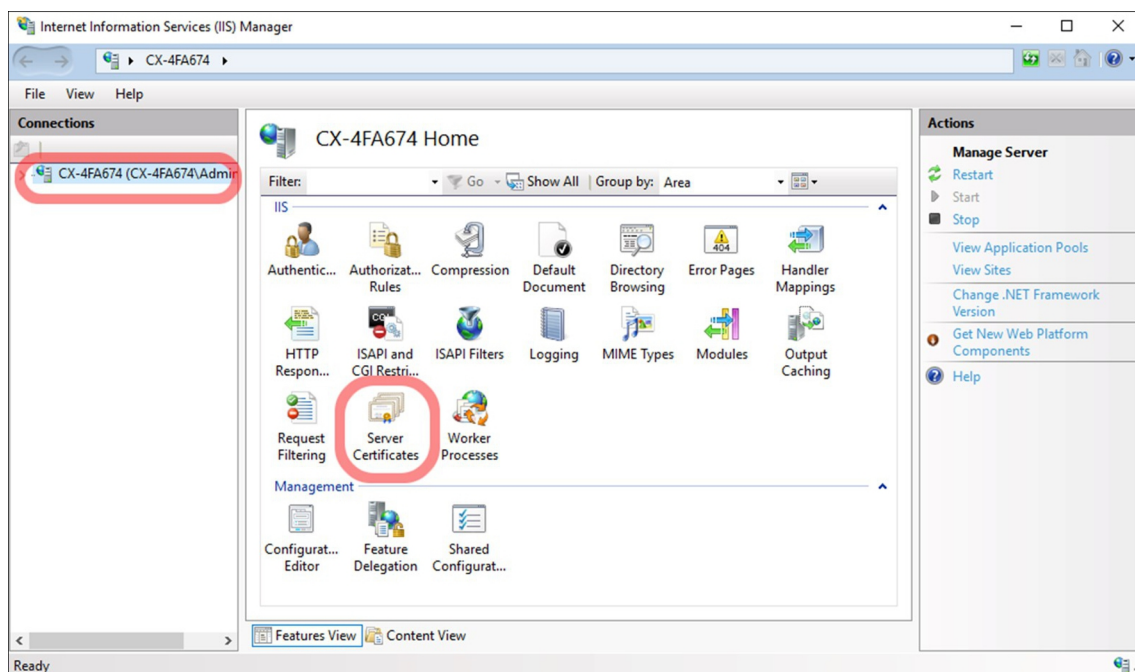 Internet Information Services (IIS) Manager
CX-4FA674
File View Help
Connections
CX-4FA674 (CX-4FA674\Admir
CX-4FA674 Home
Filter: Go Show All Group by: Area
IIS
Authentic... Authorizat... Rules Compression Default Document Directory Browsing Error Pages Handler Mappings
HTTP Respon... ISAPI and CGI Restri... ISAPI Filters Logging MIME Types Modules Output Caching
Request Filtering Server Certificates Worker Processes
Management
Configurat... Editor Feature Delegation Shared Configurat...
Features View Content View
Ready
Actions
Manage Server
Restart
Start
Stop
View Application Pools
View Sites
Change .NET Framework
Version
Get New Web Platform
Components
Help